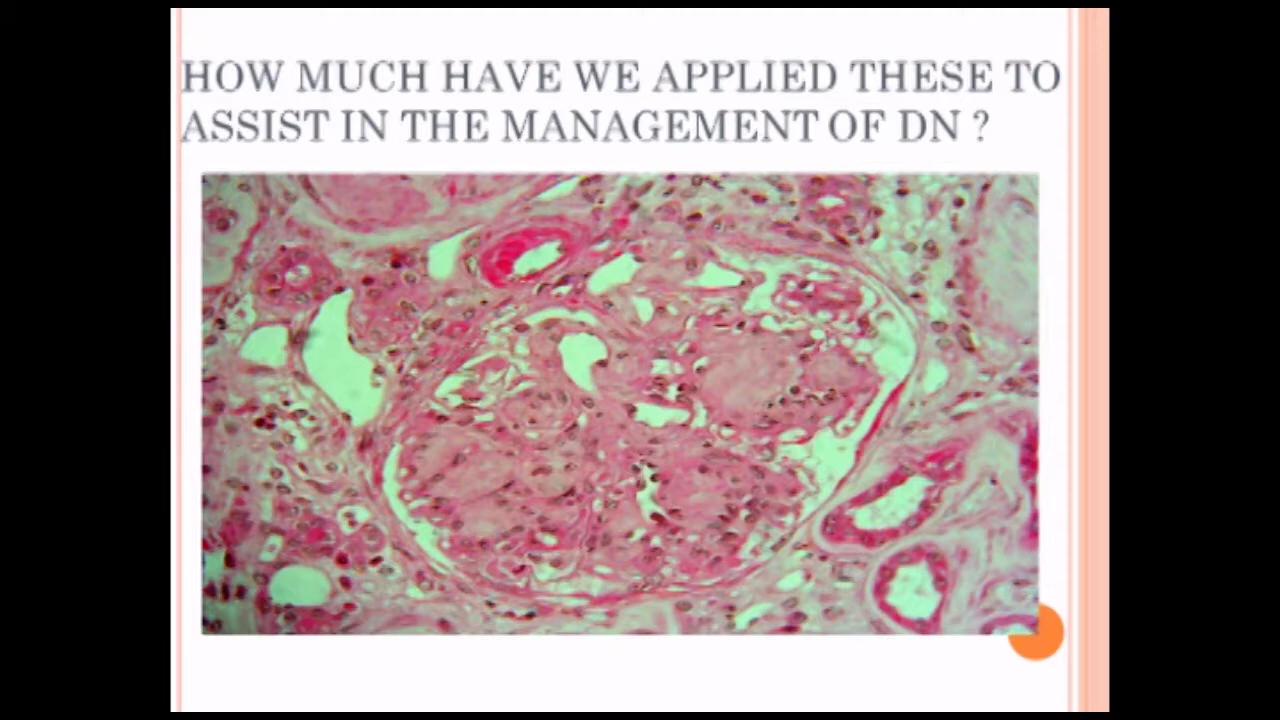 HOW MUCH HAVE WE APPLIED THESE TO
ASSIST IN THE MANAGEMENT OF DN ?